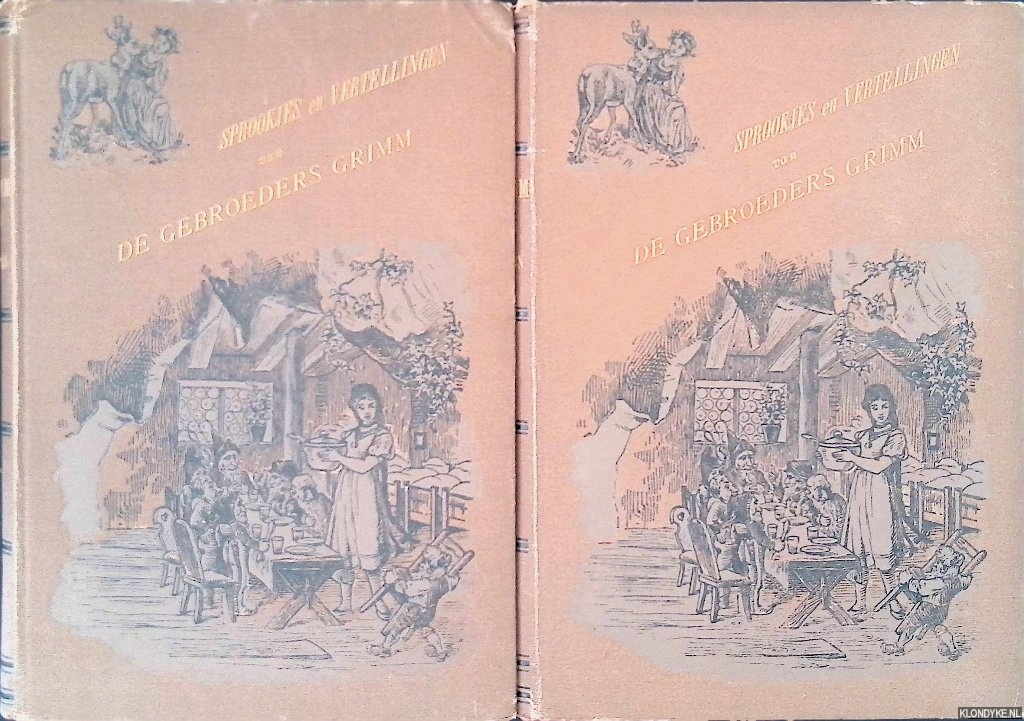 SPROOKJES en VERTELLINGEN
van
DE GEBROEDERS GRIMM
SPROOKJES en VERTELLINGEN
van
DE GEBROEDERS GRIMM
KLONDYKE.NL